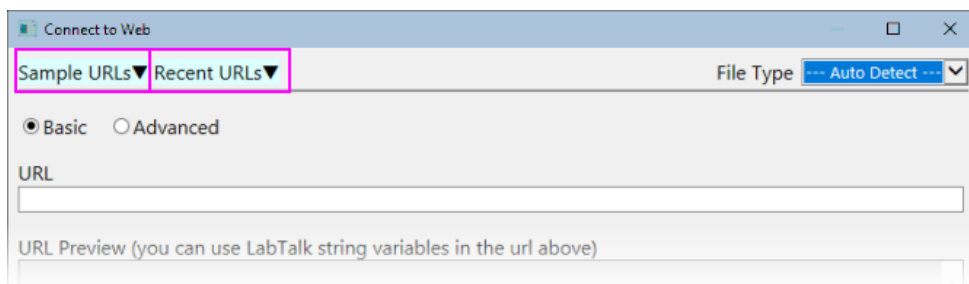 Connect to Web
Sample URLs▼ Recent URLs▼ File Type --- Auto Detect ---
Basic Advanced
URL
URL Preview (you can use LabTalk string variables in the url above)